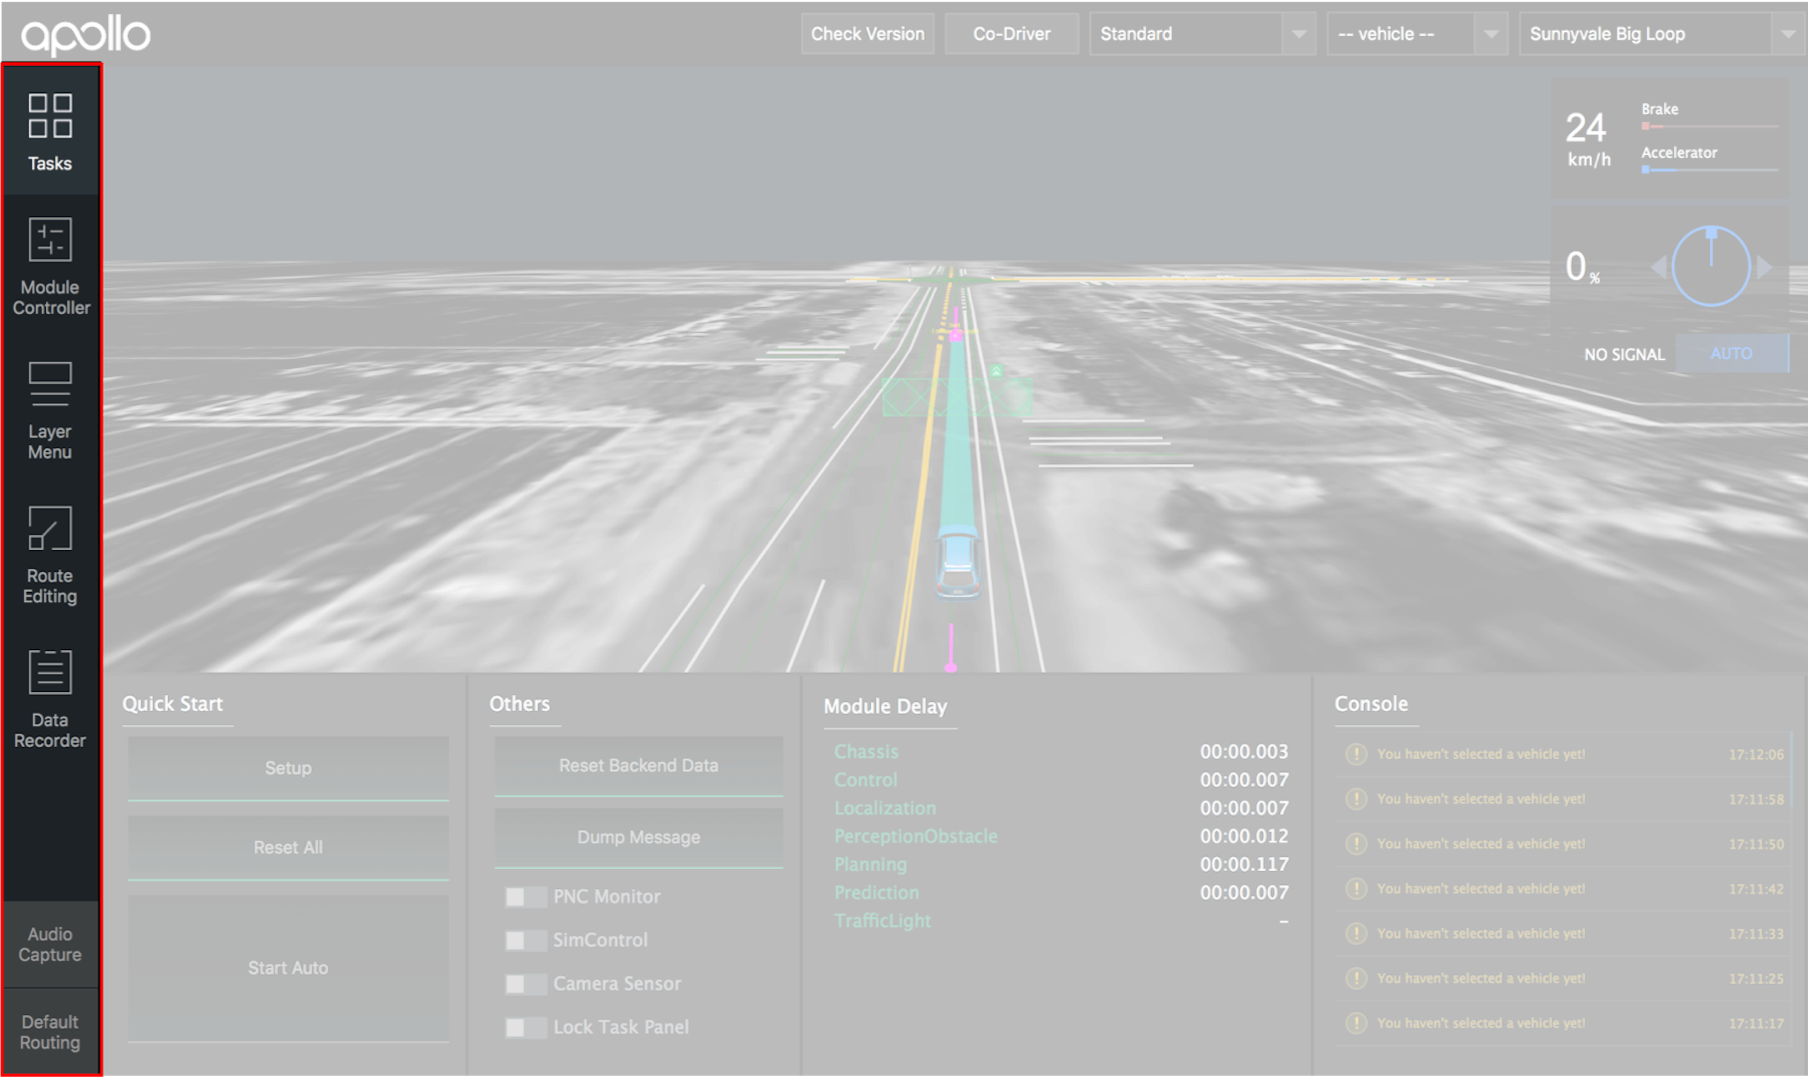 apollo
Check Version
Co-Driver
Standard
-- vehicle --
Sunnyvale Big Loop
Tasks
Module
Controller
Layer
Menu
Route
Editing
Data
Recorder
Audio
Capture
Default
Routing
24
km/h
Brake
Accelerator
0 %
NO SIGNAL
AUTO
Quick Start
Setup
Reset All
Start Auto
Others
Reset Backend Data
Dump Message
PNC Monitor
SimControl
Camera Sensor
Lock Task Panel
Module Delay
Chassis 00:00.003
Control 00:00.007
Localization 00:00.007
PerceptionObstacle 00:00.012
Planning 00:00.117
Prediction 00:00.007
TrafficLight –
Console
You haven't selected a vehicle yet! 17:12:06
You haven't selected a vehicle yet! 17:11:58
You haven't selected a vehicle yet! 17:11:50
You haven't selected a vehicle yet! 17:11:42
You haven't selected a vehicle yet! 17:11:33
You haven't selected a vehicle yet! 17:11:25
You haven't selected a vehicle yet! 17:11:17